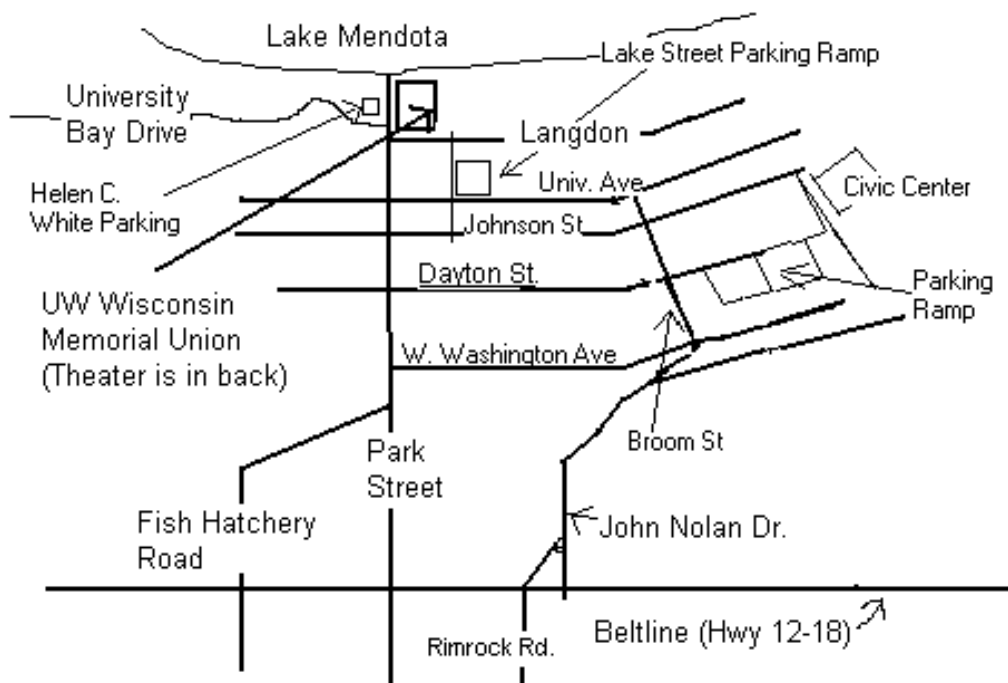 Lake Mendota
Lake Street Parking Ramp
University
Bay Drive
Langdon
Helen C.
White Parking
Univ. Ave
Civic Center
Johnson St
Dayton St.
Parking
Ramp
UW Wisconsin
Memorial Union
(Theater is in back)
W. Washington Ave
Broom St
Park
Street
Fish Hatchery
Road
John Nolan Dr.
Beltline (Hwy 12-18)
Rimrock Rd.